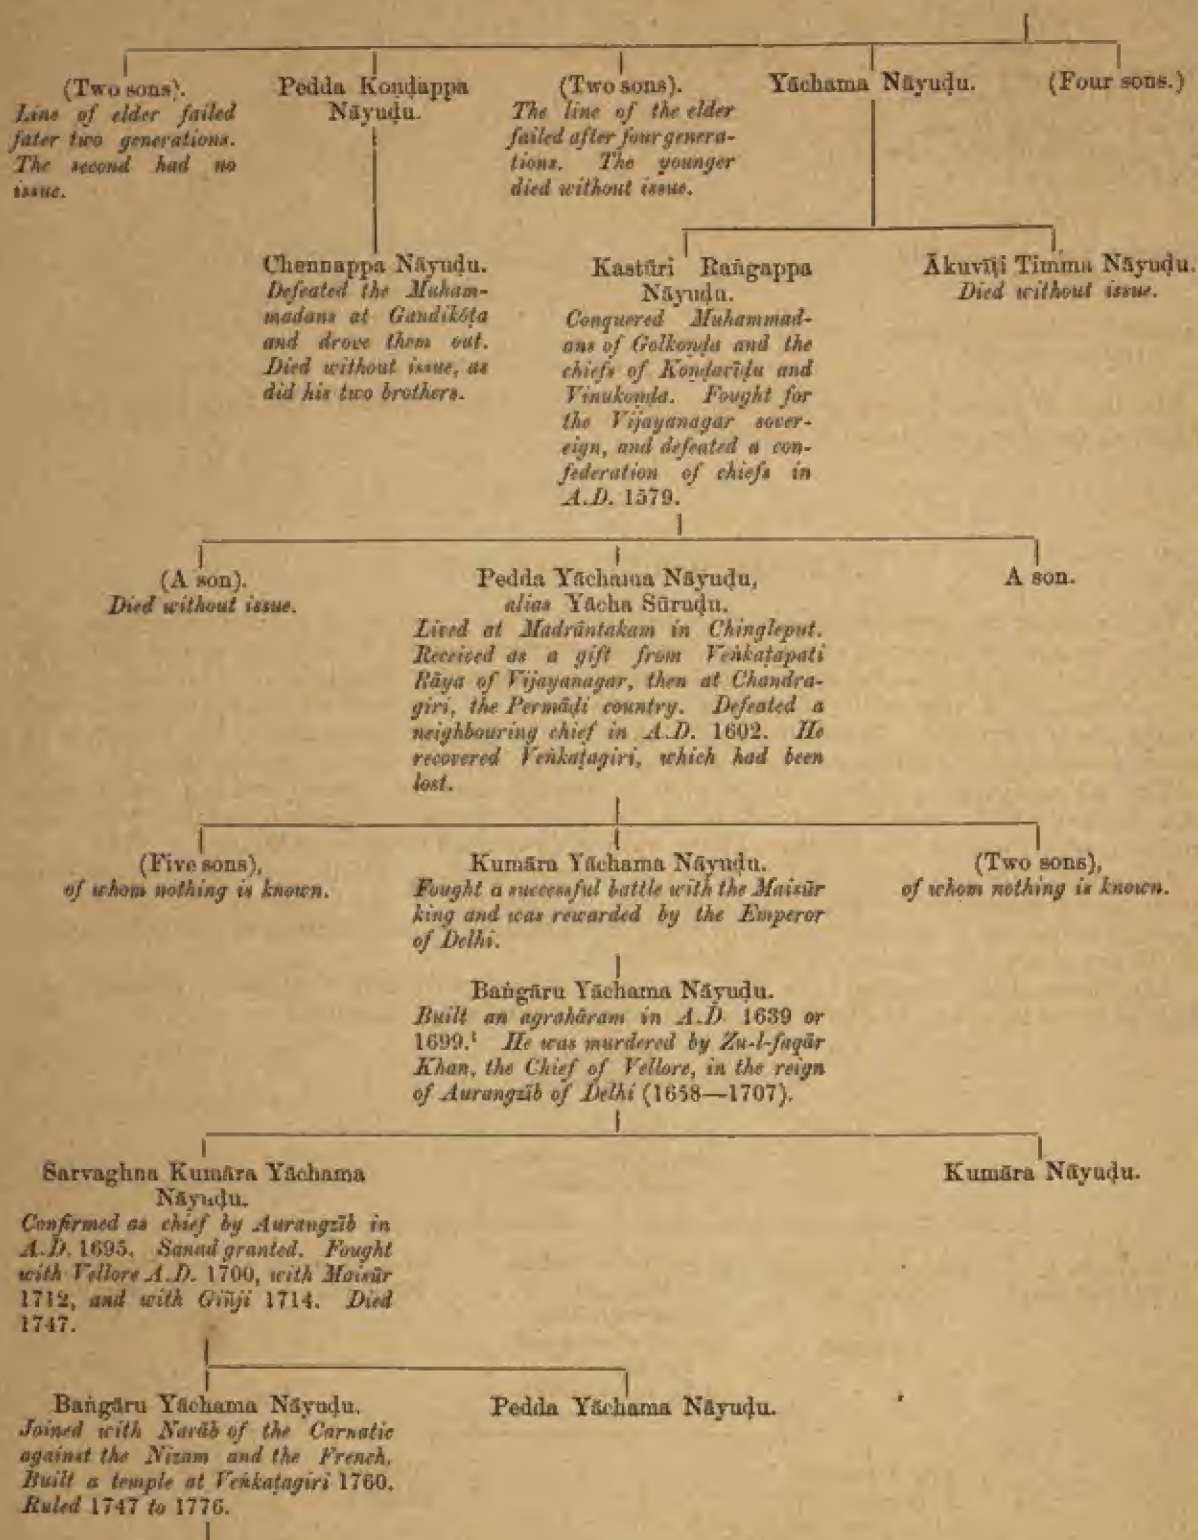 (Two sons).
Line of elder failed
fater two generations.
The second had no
issue.
Pedda Koṇḍappa
Nāyuḍu.
(Two sons).
The line of the elder
failed after four genera-
tions. The younger
died without issue.
Yāchama Nāyuḍu.
(Four sons.)
Chennappa Nāyuḍu.
Defeated the Muham-
madans at Gandikōṭa
and drove them out.
Died without issue, as
did his two brothers.
Kastūri Raṅgappa
Nāyuḍu.
Conquered Muhammad-
ans of Golkoṇḍa and the
chiefs of Koṇḍavīḍu and
Vinukoṇḍa. Fought for
the Vijayanagar sover-
eign, and defeated a con-
federation of chiefs in
A.D. 1579.
Ākuvīṭi Timma Nāyuḍu.
Died without issue.
(A son).
Died without issue.
Pedda Yāchama Nāyuḍu,
alias Yācha Sūruḍu.
Lived at Madrāntakam in Chingleput.
Received as a gift from Veṅkaṭapati
Rāya of Vijayanagar, then at Chandra-
giri, the Permāḍi country. Defeated a
neighbouring chief in A.D. 1602. He
recovered Veṅkaṭagiri, which had been
lost.
A son.
(Five sons),
of whom nothing is known.
Kumāra Yāchama Nāyuḍu.
Fought a successful battle with the Maisūr
king and was rewarded by the Emperor
of Delhi.
(Two sons),
of whom nothing is known.
Baṅgāru Yāchama Nāyuḍu.
Built an agrahāram in A.D. 1639 or
1699.¹ He was murdered by Zu-l-faqār
Khan, the Chief of Vellore, in the reign
of Aurangzīb of Delhi (1658—1707).
Sarvaghna Kumāra Yāchama
Nāyuḍu.
Confirmed as chief by Aurangzīb in
A.D. 1695. Sanad granted. Fought
with Vellore A.D. 1700, with Maisūr
1712, and with Giñji 1714. Died
1747.
Kumāra Nāyuḍu.
Baṅgāru Yāchama Nāyuḍu.
Joined with Navāb of the Carnatic
against the Nizam and the French.
Built a temple at Veṅkaṭagiri 1760.
Ruled 1747 to 1776.
Pedda Yāchama Nāyuḍu.